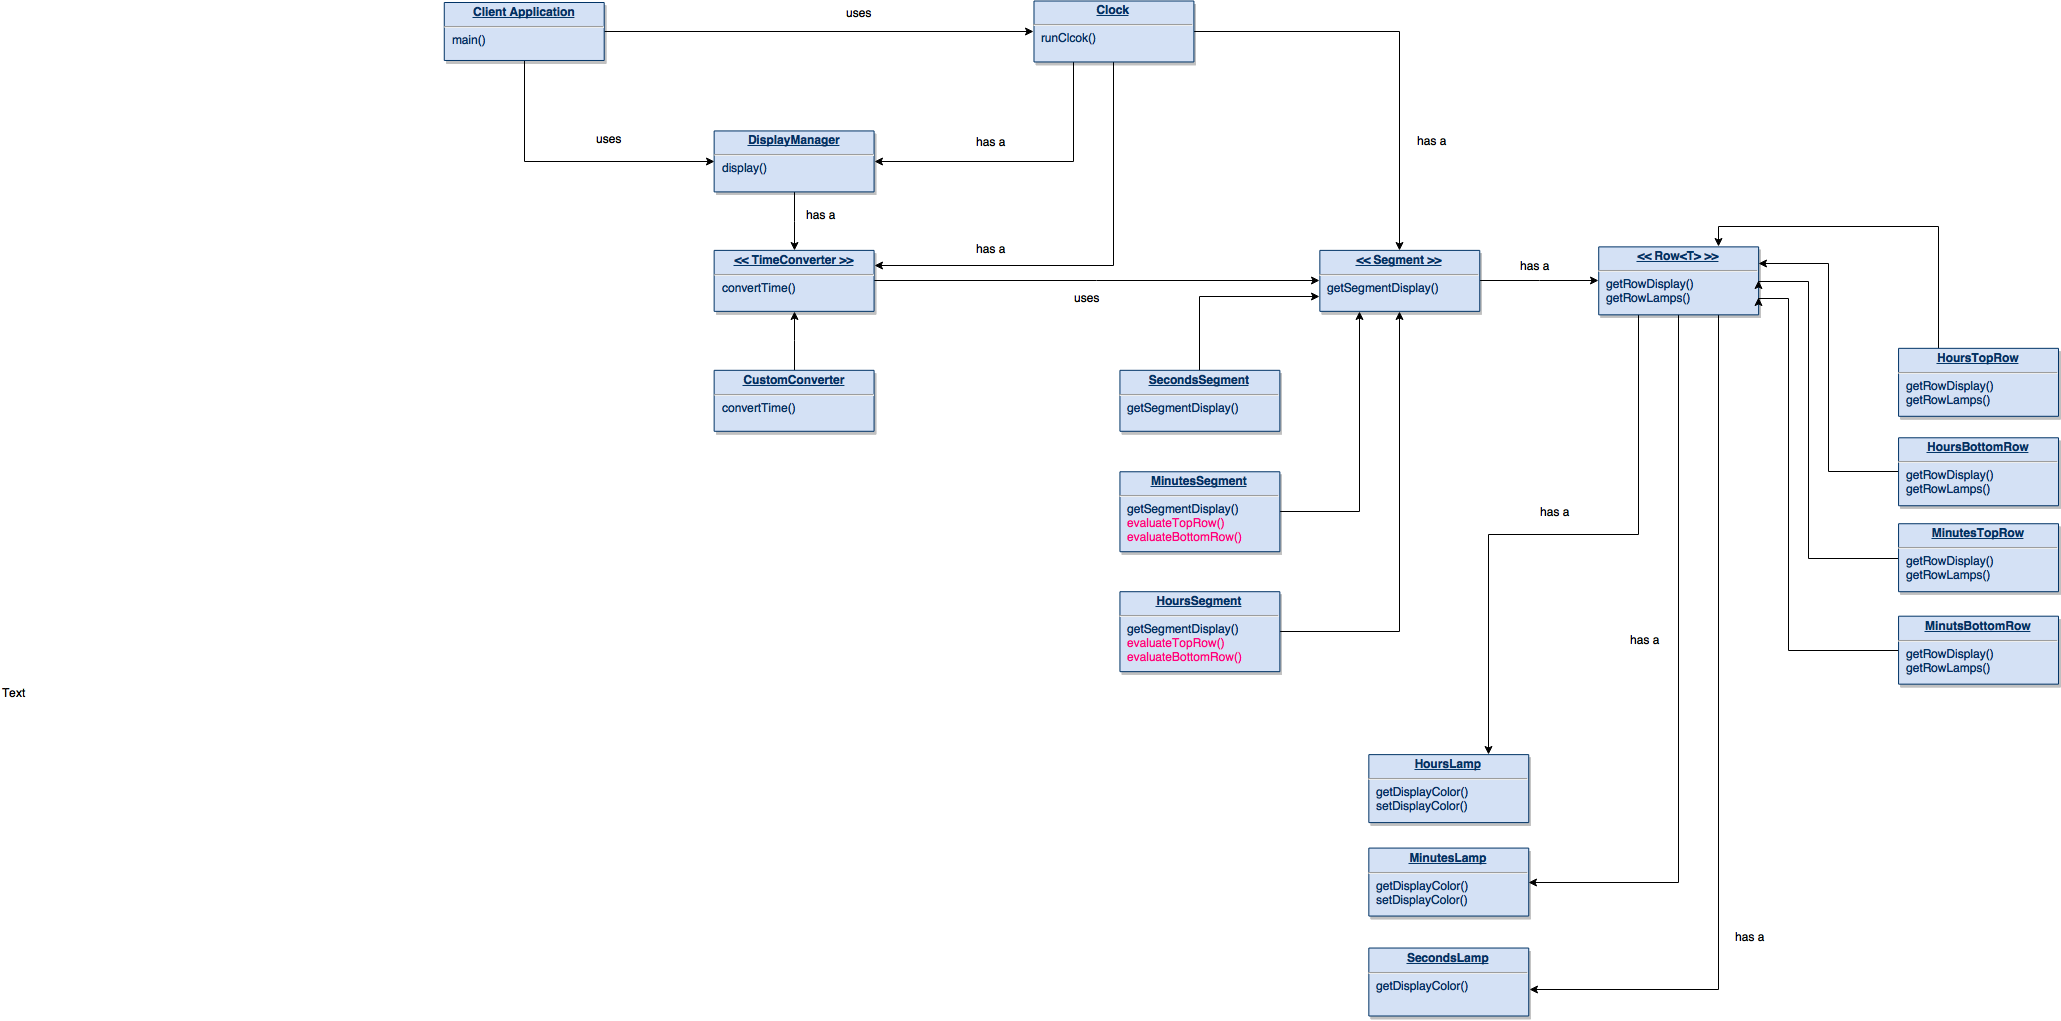 Client Application
main()
uses
Clock
runClcok()
uses
DisplayManager
display()
has a
has a
has a
has a
<< TimeConverter >>
convertTime()
uses
<< Segment >>
getSegmentDisplay()
has a
<< Row<T> >>
getRowDisplay()
getRowLamps()
CustomConverter
convertTime()
SecondsSegment
getSegmentDisplay()
MinutesSegment
getSegmentDisplay()
evaluateTopRow()
evaluateBottomRow()
HoursSegment
getSegmentDisplay()
evaluateTopRow()
evaluateBottomRow()
HoursTopRow
getRowDisplay()
getRowLamps()
HoursBottomRow
getRowDisplay()
getRowLamps()
MinutesTopRow
getRowDisplay()
getRowLamps()
MinutsBottomRow
getRowDisplay()
getRowLamps()
has a
has a
Text
HoursLamp
getDisplayColor()
setDisplayColor()
MinutesLamp
getDisplayColor()
setDisplayColor()
has a
SecondsLamp
getDisplayColor()